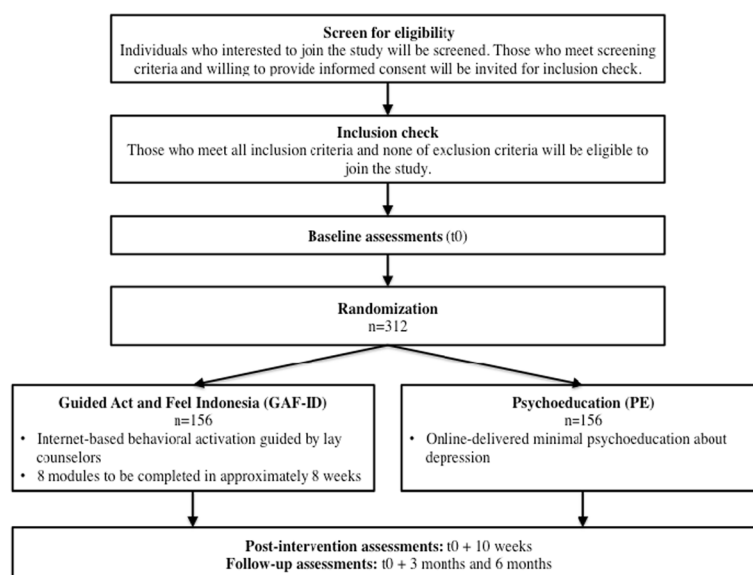 Screen for eligibility
Individuals who interested to join the study will be screened. Those who meet screening
criteria and willing to provide informed consent will be invited for inclusion check.
Inclusion check
Those who meet all inclusion criteria and none of exclusion criteria will be eligible to
join the study.
Baseline assessments (t0)
Randomization
n=312
Guided Act and Feel Indonesia (GAF-ID)
n=156
• Internet-based behavioral activation guided by lay
counselors
• 8 modules to be completed in approximately 8 weeks
Psychoeducation (PE)
n=156
• Online-delivered minimal psychoeducation about
depression
Post-intervention assessments: t0 + 10 weeks
Follow-up assessments: t0 + 3 months and 6 months